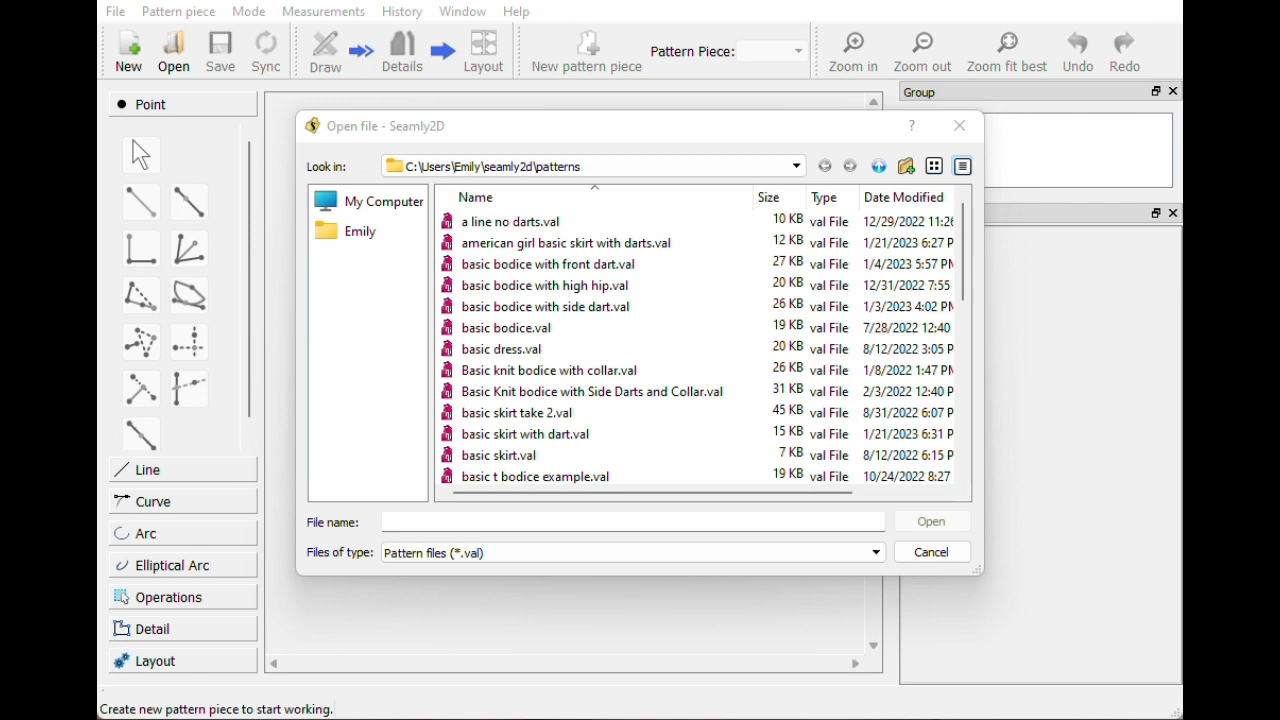 File Pattern piece Mode Measurements History Window Help
New Open Save Sync Draw Details Layout New pattern piece Pattern Piece: Zoom in Zoom out Zoom fit best Undo Redo
Point
Group
Open file - Seamly2D
?
Look in: C:\Users\Emily\seamly2d\patterns
My Computer
Emily
Name Size Type Date Modified
a line no darts.val 10 KB val File 12/29/2022 11:26
american girl basic skirt with darts.val 12 KB val File 1/21/2023 6:27 P
basic bodice with front dart.val 27 KB val File 1/4/2023 5:57 PM
basic bodice with high hip.val 20 KB val File 12/31/2022 7:55
basic bodice with side dart.val 26 KB val File 1/3/2023 4:02 PM
basic bodice.val 19 KB val File 7/28/2022 12:40
basic dress.val 20 KB val File 8/12/2022 3:05 P
Basic knit bodice with collar.val 26 KB val File 1/8/2022 1:47 PM
Basic Knit bodice with Side Darts and Collar.val 31 KB val File 2/3/2022 12:40 P
basic skirt take 2.val 45 KB val File 8/31/2022 6:07 P
basic skirt with dart.val 15 KB val File 1/21/2023 6:31 P
basic skirt.val 7 KB val File 8/12/2022 6:15 P
basic t bodice example.val 19 KB val File 10/24/2022 8:27
File name: Open
Files of type: Pattern files (*.val) Cancel
Line
Curve
Arc
Elliptical Arc
Operations
Detail
Layout
Create new pattern piece to start working.